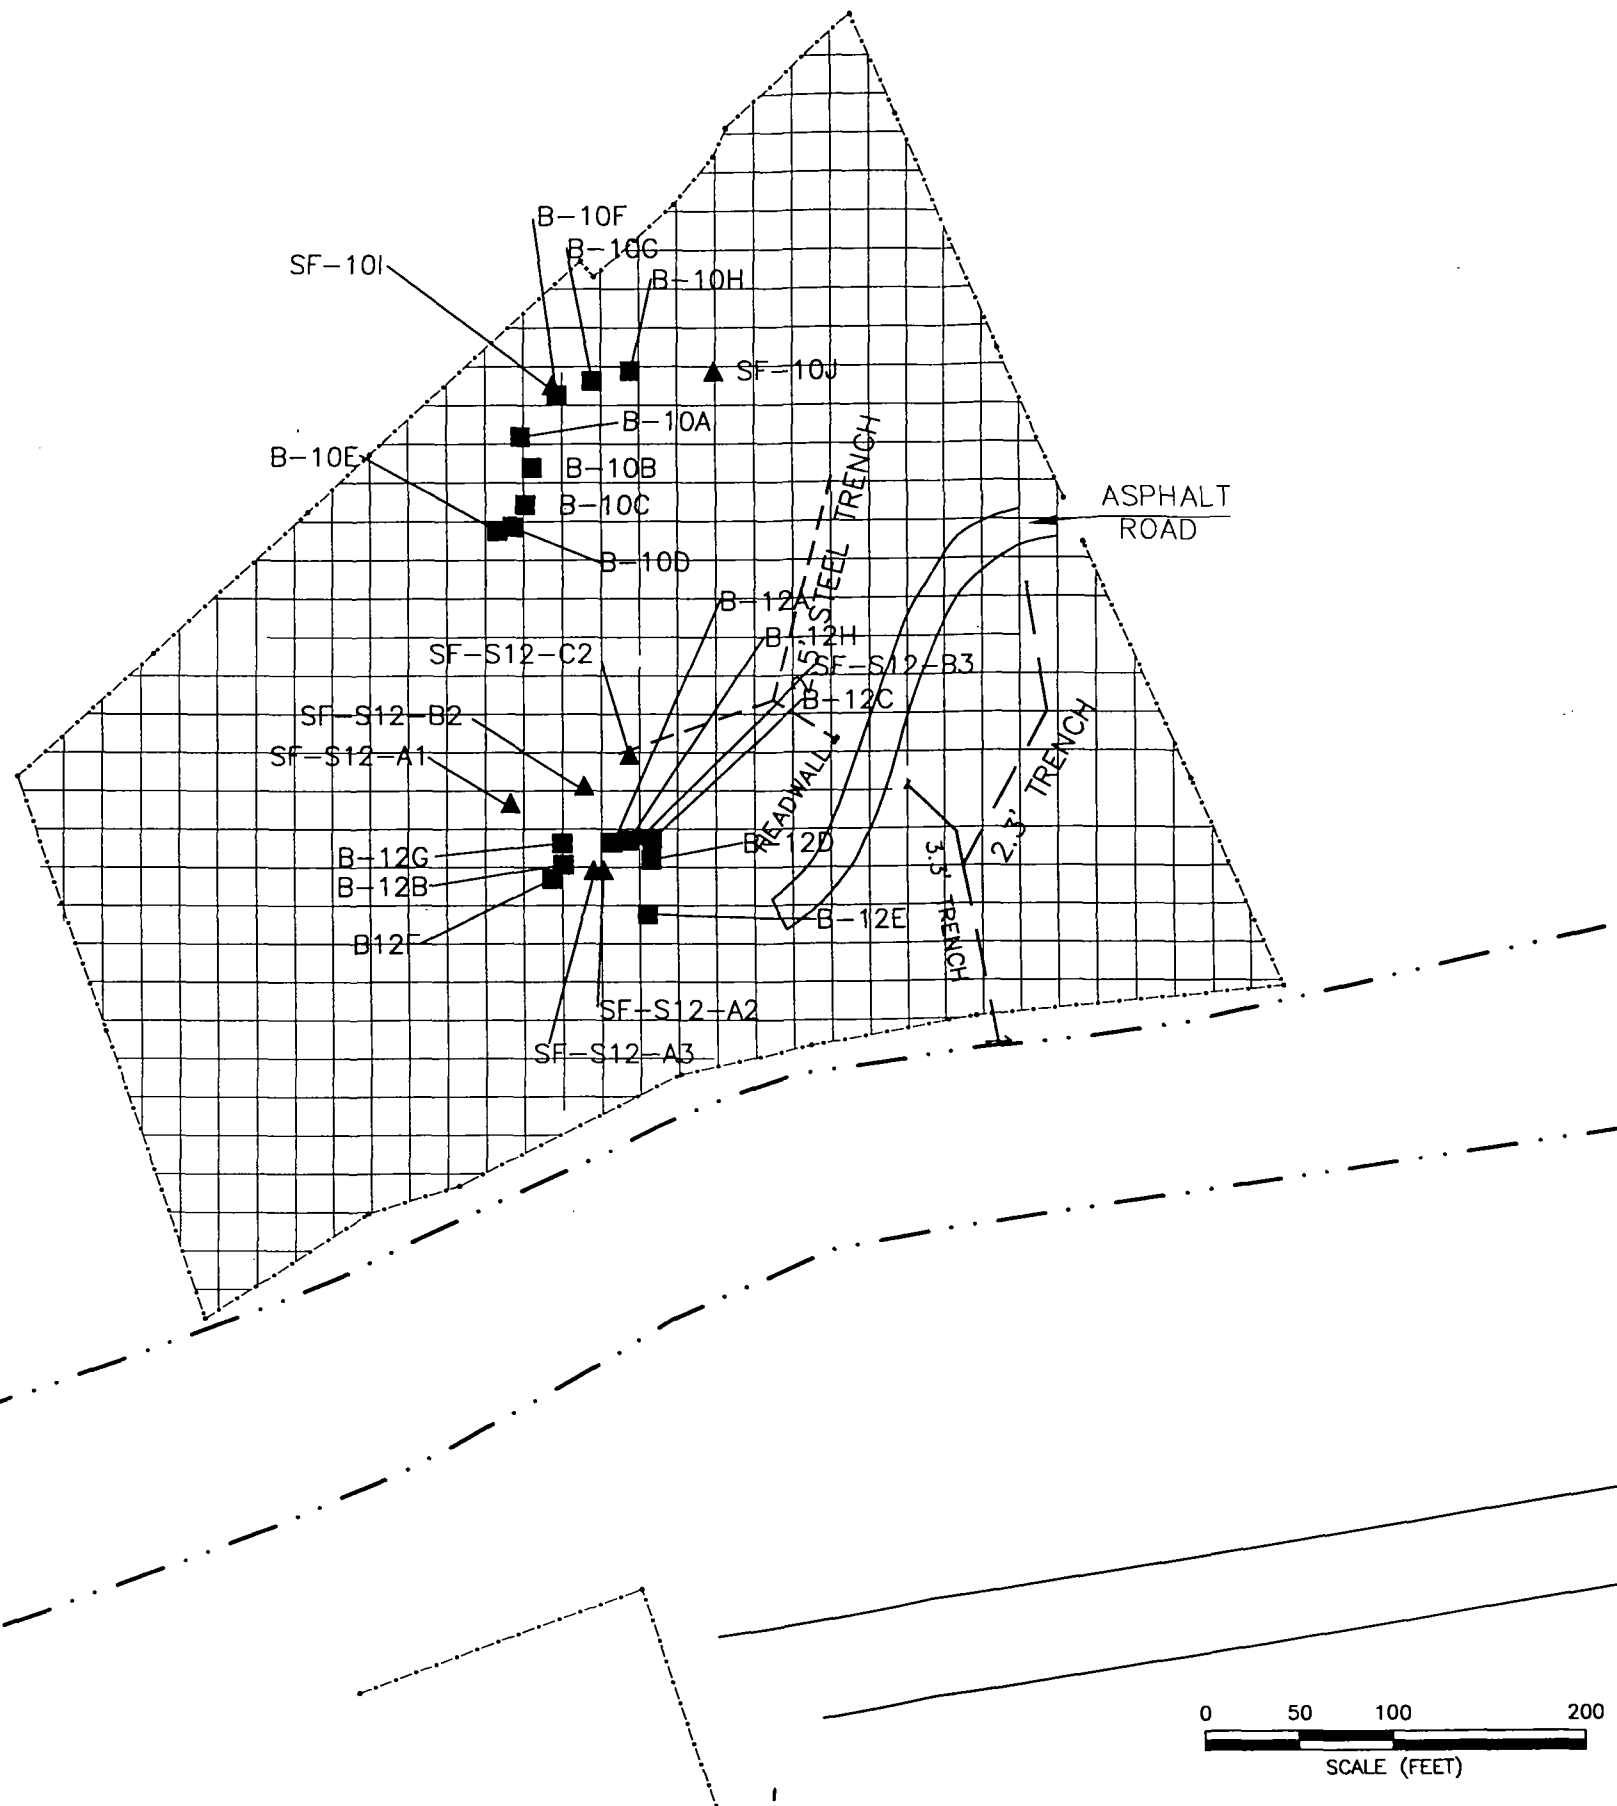 B-10F
B-10G
SF-10I
B-10H
SF-10J
B-10A
B-10E
B-10B
B-10C
B-10D
ASPHALT
ROAD
5' STEEL TRENCH
B-12A
B-12H
SF-S12-C2
SF-S12-B3
B-12C
SF-S12-B2
SF-S12-A1
HEADWALL
2.3' TRENCH
B-12D
B-12G
B-12B
3.3' TRENCH
B-12E
B12F
SF-S12-A2
SF-S12-A3
0 50 100 200
SCALE (FEET)